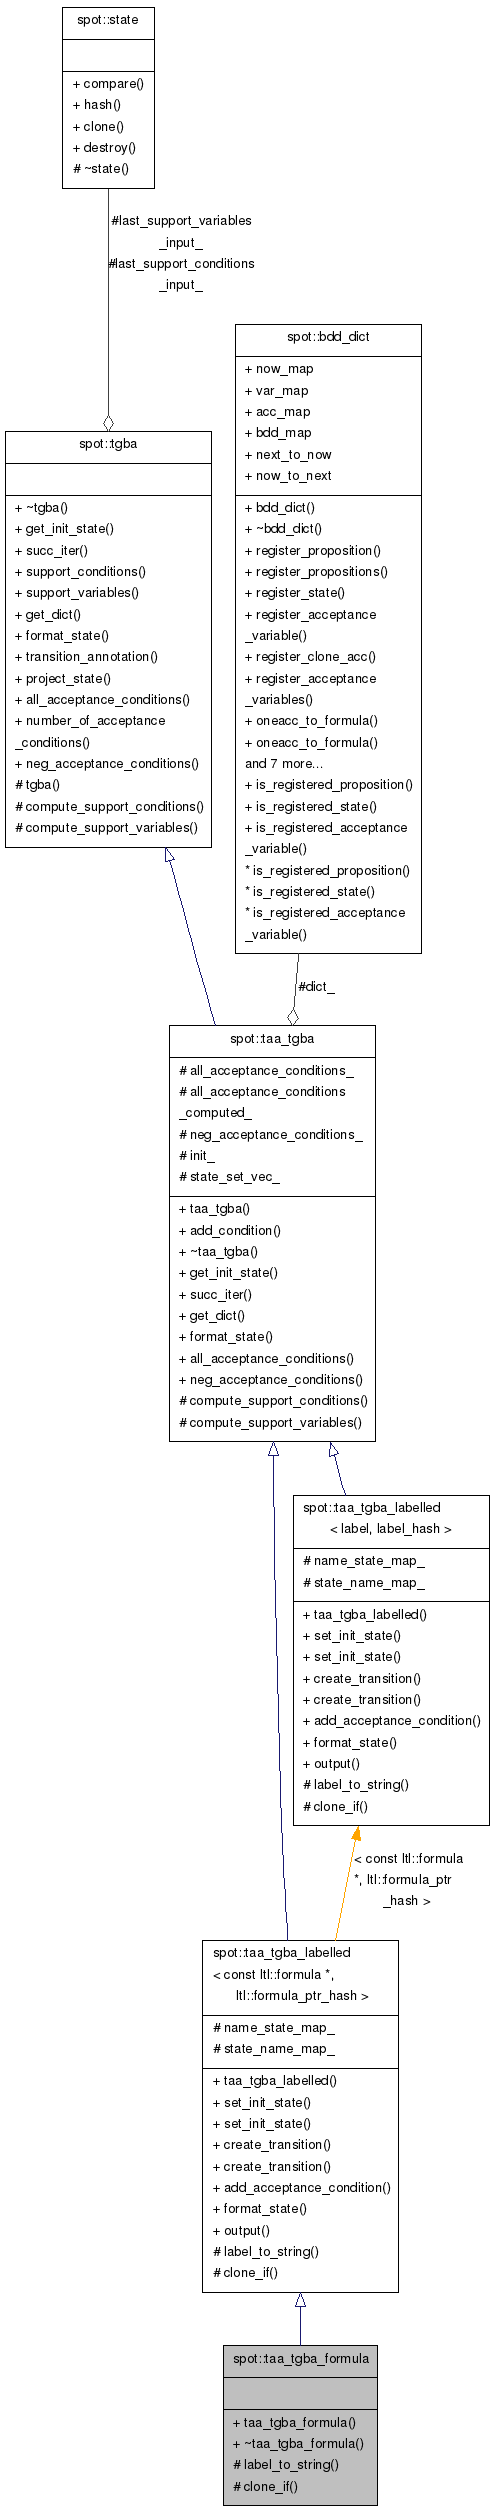 spot::state
+ compare()
+ hash()
+ clone()
+ destroy()
# ~state()
#last_support_variables
_input_
#last_support_conditions
_input_
spot::bdd_dict
+ now_map
+ var_map
+ acc_map
+ bdd_map
+ next_to_now
+ now_to_next
+ bdd_dict()
+ ~bdd_dict()
+ register_proposition()
+ register_propositions()
+ register_state()
+ register_acceptance
_variable()
+ register_clone_acc()
+ register_acceptance
_variables()
+ oneacc_to_formula()
+ oneacc_to_formula()
and 7 more...
+ is_registered_proposition()
+ is_registered_state()
+ is_registered_acceptance
_variable()
* is_registered_proposition()
* is_registered_state()
* is_registered_acceptance
_variable()
spot::tgba
+ ~tgba()
+ get_init_state()
+ succ_iter()
+ support_conditions()
+ support_variables()
+ get_dict()
+ format_state()
+ transition_annotation()
+ project_state()
+ all_acceptance_conditions()
+ number_of_acceptance
_conditions()
+ neg_acceptance_conditions()
# tgba()
# compute_support_conditions()
# compute_support_variables()
#dict_
spot::taa_tgba
# all_acceptance_conditions_
# all_acceptance_conditions
_computed_
# neg_acceptance_conditions_
# init_
# state_set_vec_
+ taa_tgba()
+ add_condition()
+ ~taa_tgba()
+ get_init_state()
+ succ_iter()
+ get_dict()
+ format_state()
+ all_acceptance_conditions()
+ neg_acceptance_conditions()
# compute_support_conditions()
# compute_support_variables()
spot::taa_tgba_labelled
< label, label_hash >
# name_state_map_
# state_name_map_
+ taa_tgba_labelled()
+ set_init_state()
+ set_init_state()
+ create_transition()
+ create_transition()
+ add_acceptance_condition()
+ format_state()
+ output()
# label_to_string()
# clone_if()
< const ltl::formula
*, ltl::formula_ptr
_hash >
spot::taa_tgba_labelled
< const ltl::formula *,
ltl::formula_ptr_hash >
# name_state_map_
# state_name_map_
+ taa_tgba_labelled()
+ set_init_state()
+ set_init_state()
+ create_transition()
+ create_transition()
+ add_acceptance_condition()
+ format_state()
+ output()
# label_to_string()
# clone_if()
spot::taa_tgba_formula
+ taa_tgba_formula()
+ ~taa_tgba_formula()
# label_to_string()
# clone_if()